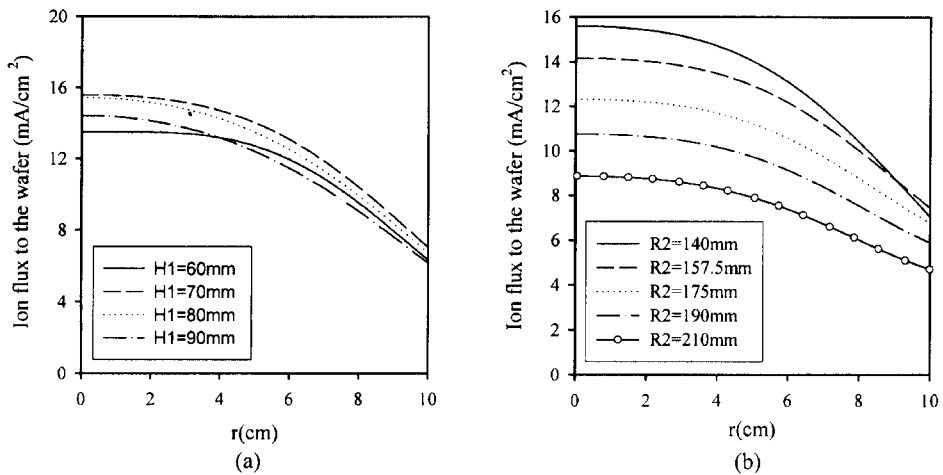 (a)
20
16
12
8
4
0
Ion flux to the wafer (mA/cm²)
H1=60mm
H1=70mm
H1=80mm
H1=90mm
0 2 4 6 8 10
r(cm)
(a)
(b)
16
14
12
10
8
6
4
2
0
Ion flux to the wafer (mA/cm²)
R2=140mm
R2=157.5mm
R2=175mm
R2=190mm
R2=210mm
0 2 4 6 8 10
r(cm)
(b)